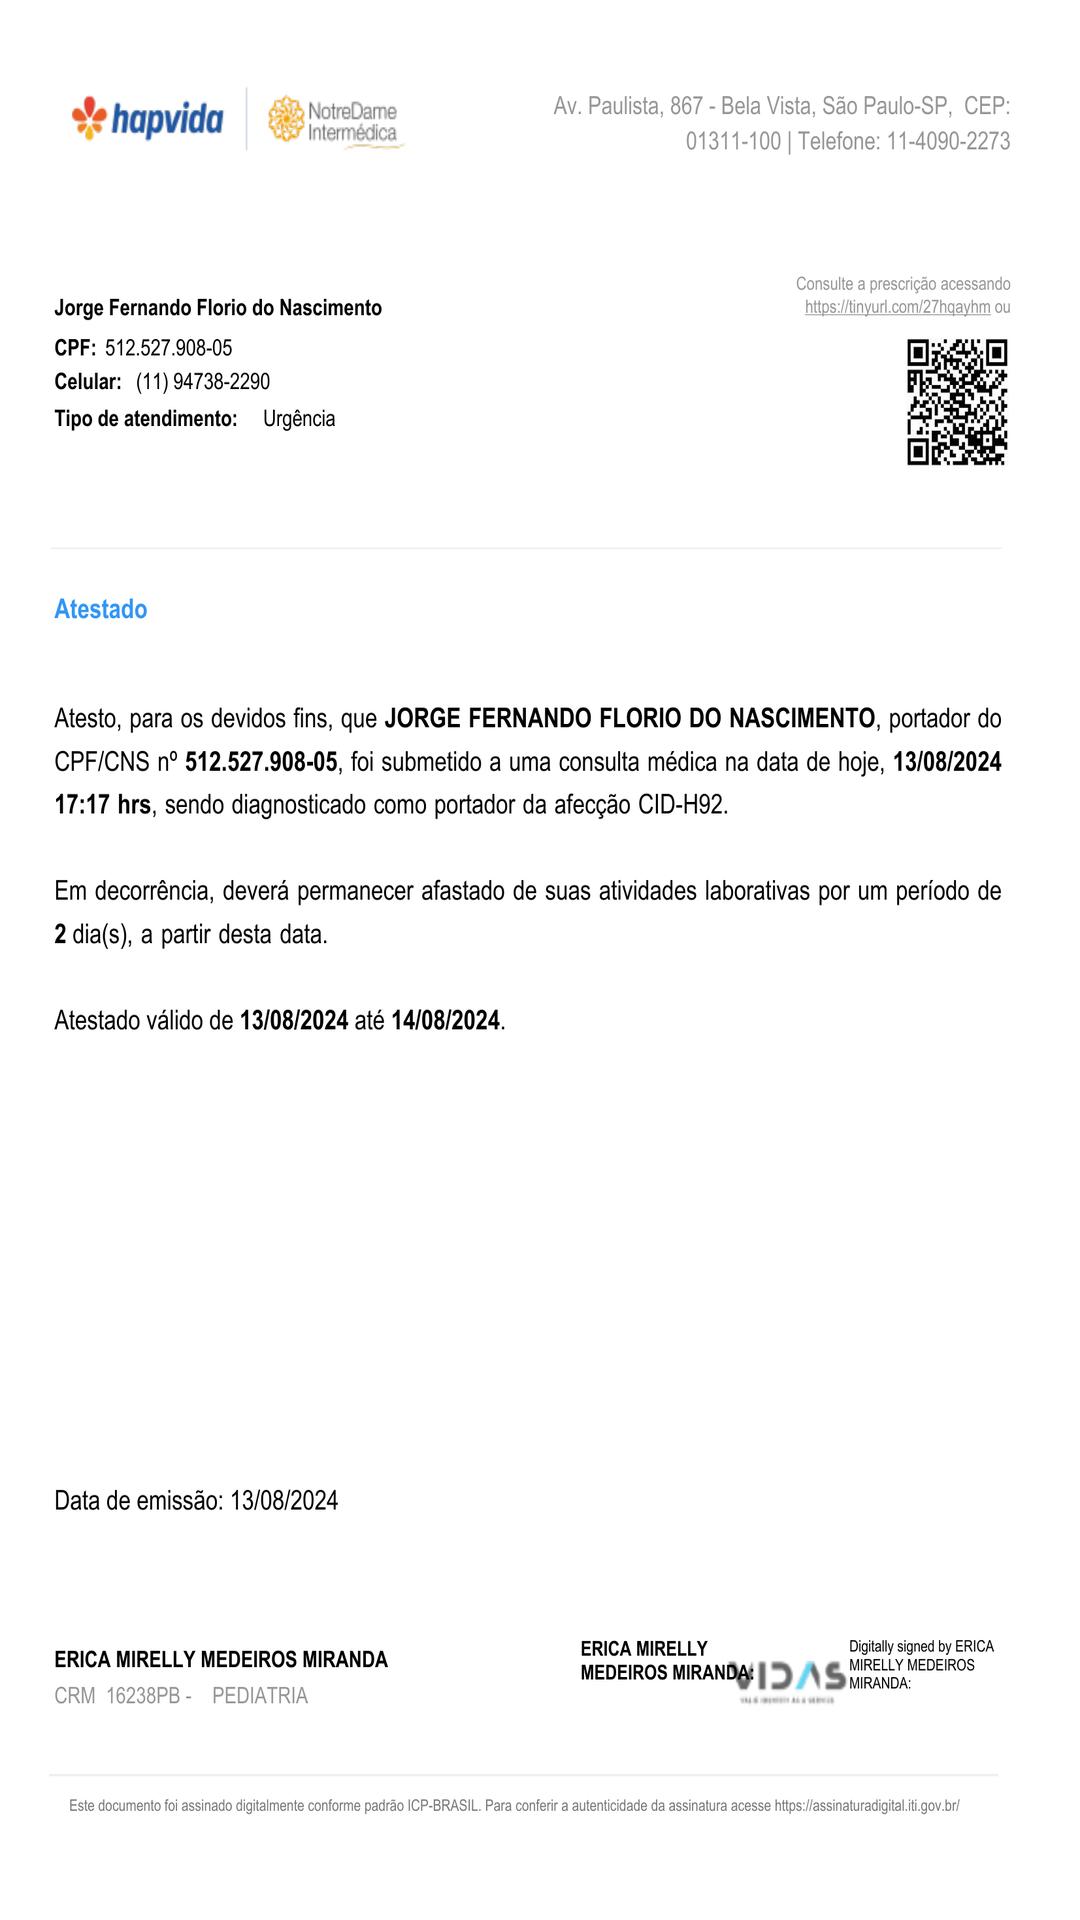 hapvida
NotreDame
Intermédica
Av. Paulista, 867 - Bela Vista, São Paulo-SP, CEP:
01311-100 | Telefone: 11-4090-2273
Consulte a prescrição acessando
https://tinyurl.com/27hqayhm ou
Jorge Fernando Florio do Nascimento
CPF: 512.527.908-05
Celular: (11) 94738-2290
Tipo de atendimento: Urgência
Atestado
Atesto, para os devidos fins, que JORGE FERNANDO FLORIO DO NASCIMENTO, portador do
CPF/CNS nº 512.527.908-05, foi submetido a uma consulta médica na data de hoje, 13/08/2024
17:17 hrs, sendo diagnosticado como portador da afecção CID-H92.
Em decorrência, deverá permanecer afastado de suas atividades laborativas por um período de
2 dia(s), a partir desta data.
Atestado válido de 13/08/2024 até 14/08/2024.
Data de emissão: 13/08/2024
ERICA MIRELLY MEDEIROS MIRANDA
CRM 16238PB - PEDIATRIA
ERICA MIRELLY
MEDEIROS MIRANDA:
VIDAS
Digitally signed by ERICA
MIRELLY MEDEIROS
MIRANDA:
Este documento foi assinado digitalmente conforme padrão ICP-BRASIL. Para conferir a autenticidade da assinatura acesse https://assinaturadigital.iti.gov.br/